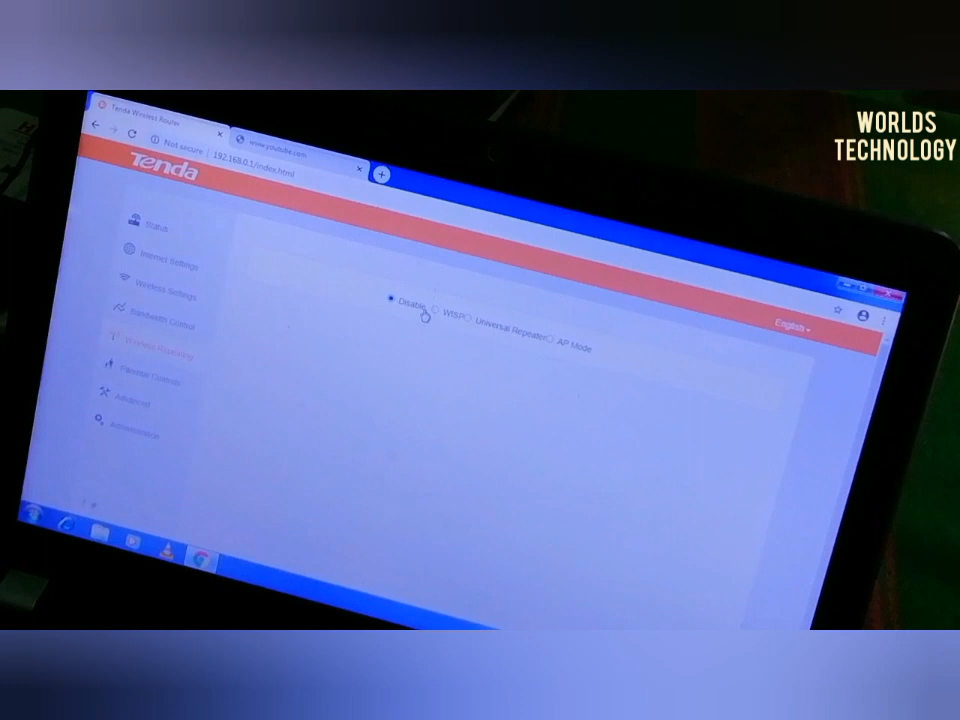 WORLDS
TECHNOLOGY
Tenda Wireless Router
www.youtube.com
Not secure
192.168.0.1/index.html
Tenda
English
Status
Internet Settings
Wireless Settings
Bandwidth Control
Wireless Repeating
Parental Controls
Advanced
Administration
Disable WISP Universal Repeater AP Mode